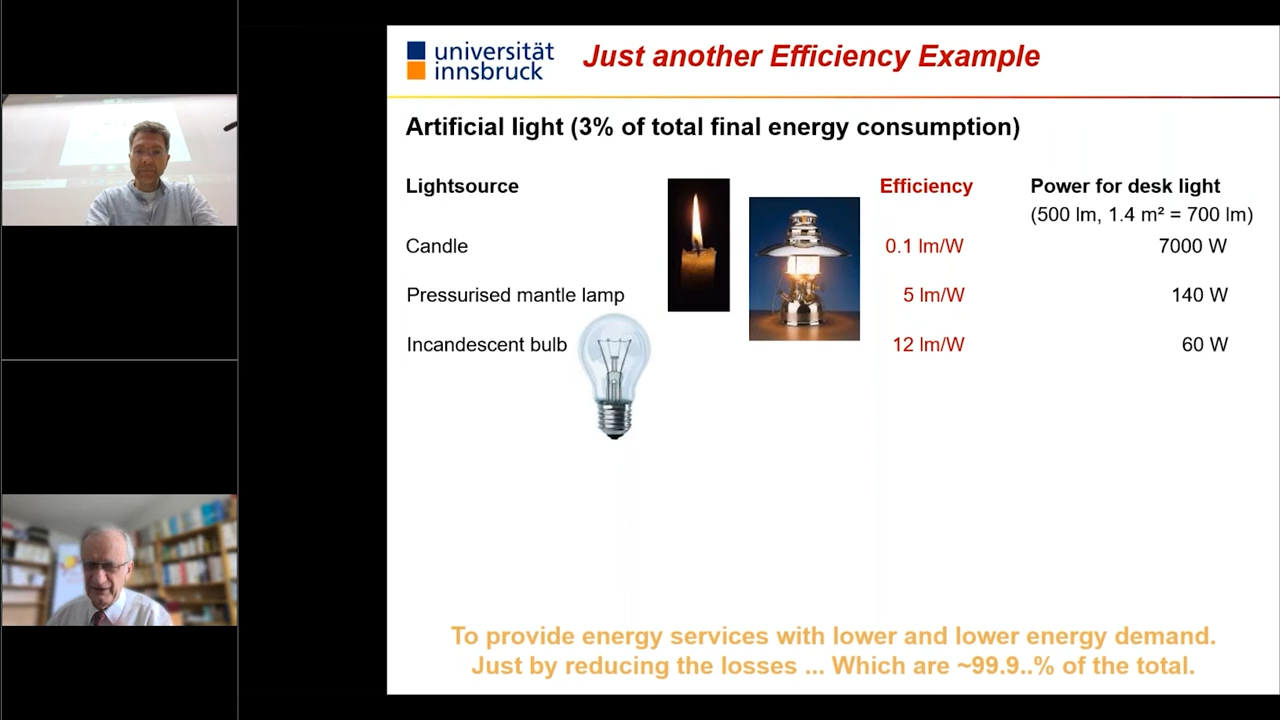 universität
innsbruck
Just another Efficiency Example
Artificial light (3% of total final energy consumption)
Lightsource Efficiency Power for desk light
(500 lm, 1.4 m² = 700 lm)
Candle 0.1 lm/W 7000 W
Pressurised mantle lamp 5 lm/W 140 W
Incandescent bulb 12 lm/W 60 W
To provide energy services with lower and lower energy demand.
Just by reducing the losses ... Which are ~99.9..% of the total.